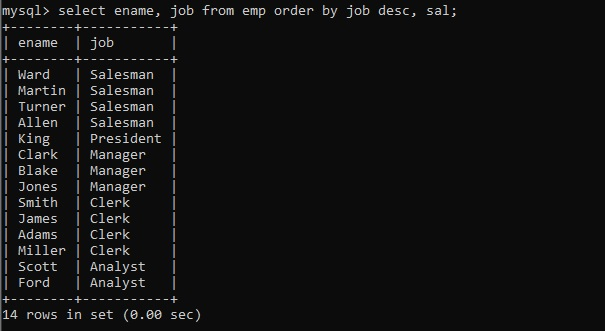 mysql> select ename, job from emp order by job desc, sal;
+--------+-----------+
| ename  | job       |
+--------+-----------+
| Ward   | Salesman  |
| Martin | Salesman  |
| Turner | Salesman  |
| Allen  | Salesman  |
| King   | President |
| Clark  | Manager   |
| Blake  | Manager   |
| Jones  | Manager   |
| Smith  | Clerk     |
| James  | Clerk     |
| Adams  | Clerk     |
| Miller | Clerk     |
| Scott  | Analyst   |
| Ford   | Analyst   |
+--------+-----------+
14 rows in set (0.00 sec)